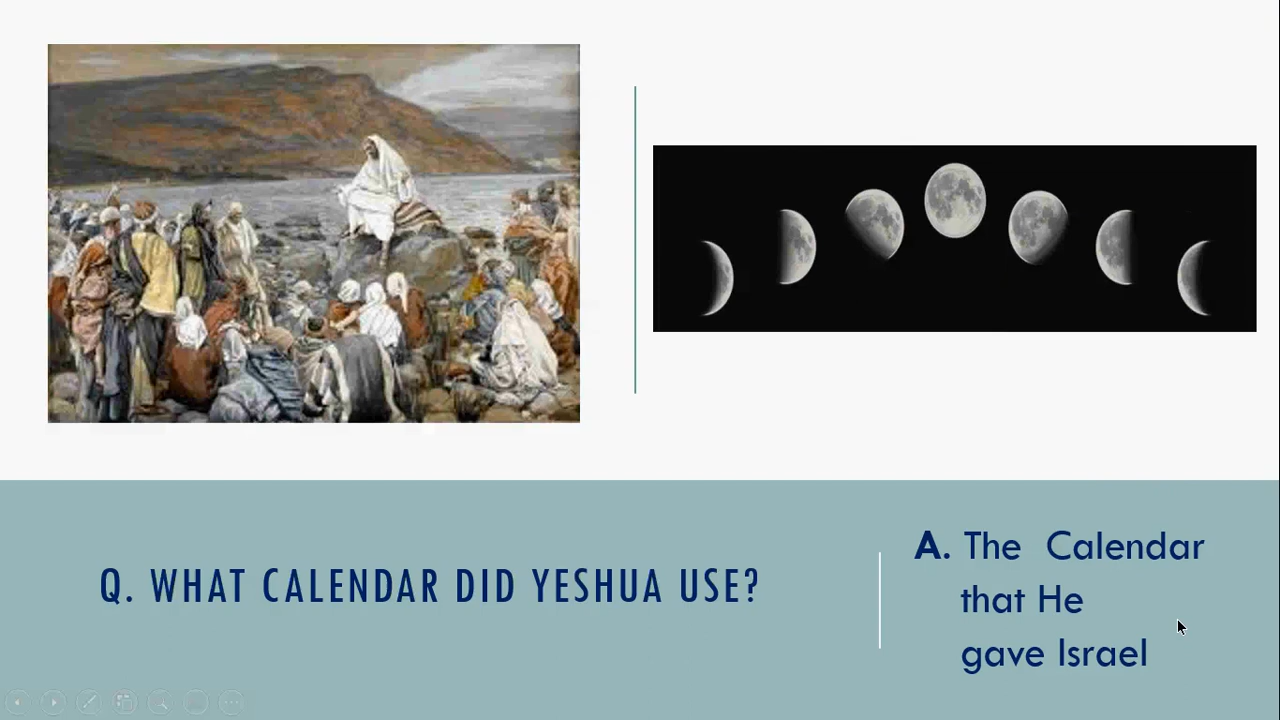 Q. WHAT CALENDAR DID YESHUA USE?
A. The Calendar
that He
gave Israel